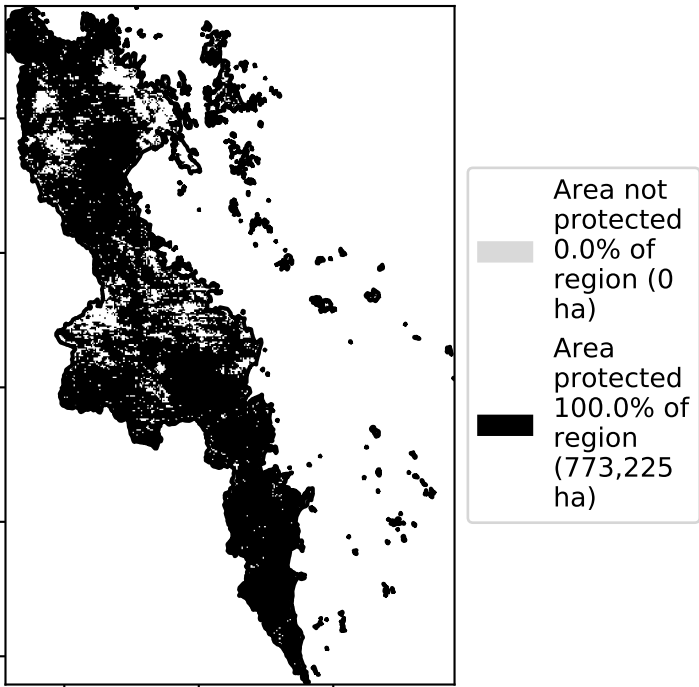 Area not
protected
0.0% of
region (0
ha)
Area
protected
100.0% of
region
(773,225
ha)